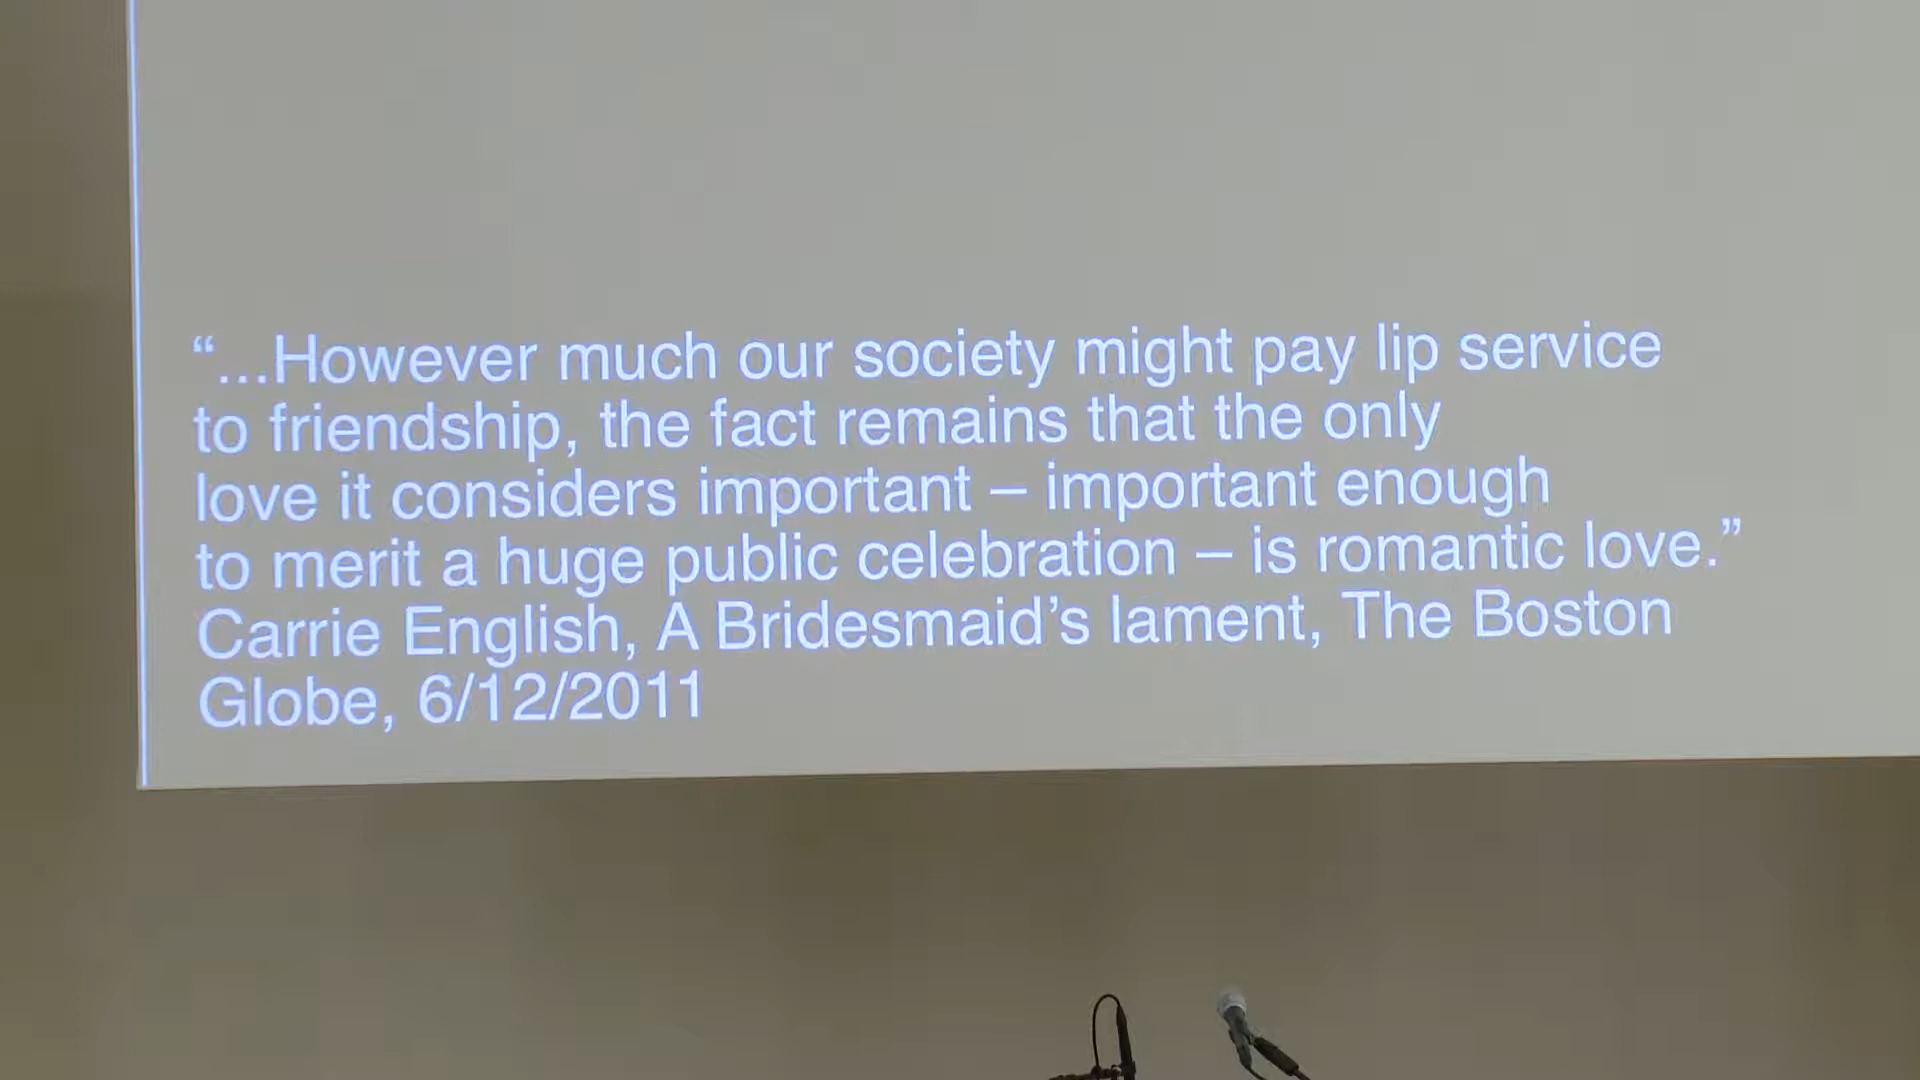 “...However much our society might pay lip service
to friendship, the fact remains that the only
love it considers important – important enough
to merit a huge public celebration – is romantic love.”
Carrie English, A Bridesmaid’s lament, The Boston
Globe, 6/12/2011